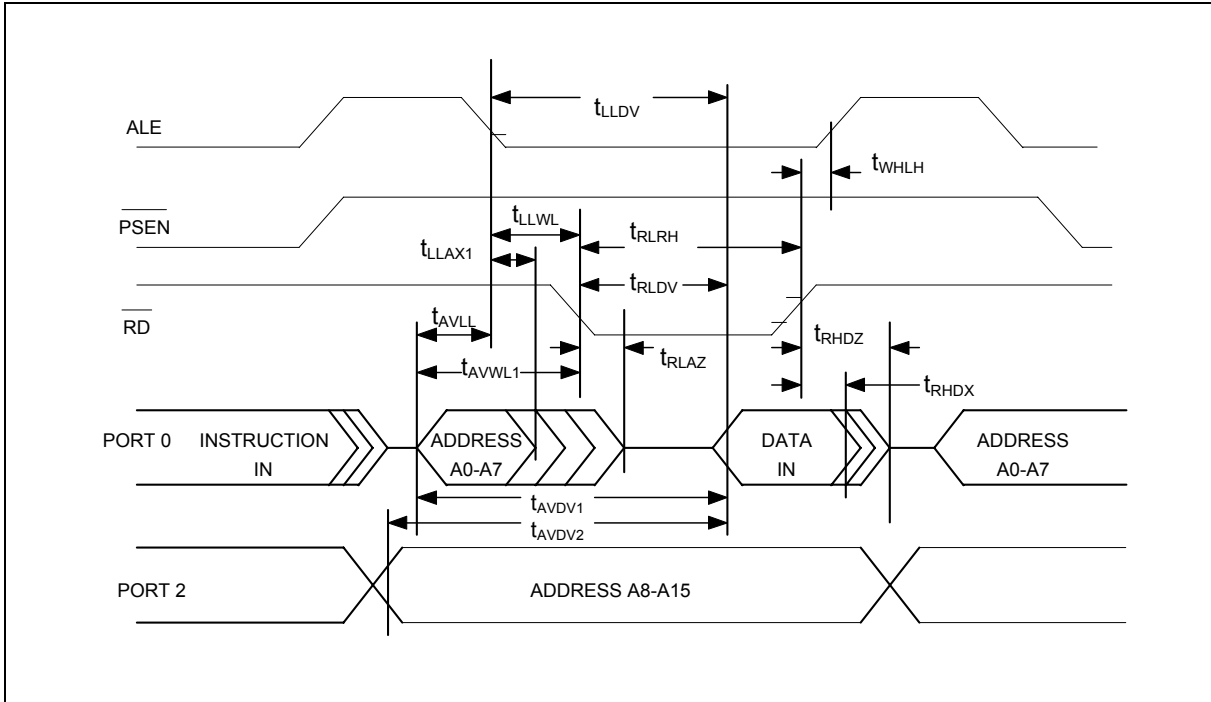 ALE
tLLDV
tWHLH
PSEN
tLLWL
tRLRH
tLLAX1
tRLDV
RD
tAVLL
tRHDZ
tRLAZ
tAVWL1
tRHDX
PORT 0
INSTRUCTION
IN
ADDRESS
A0-A7
DATA
IN
ADDRESS
A0-A7
tAVDV1
tAVDV2
PORT 2
ADDRESS A8-A15